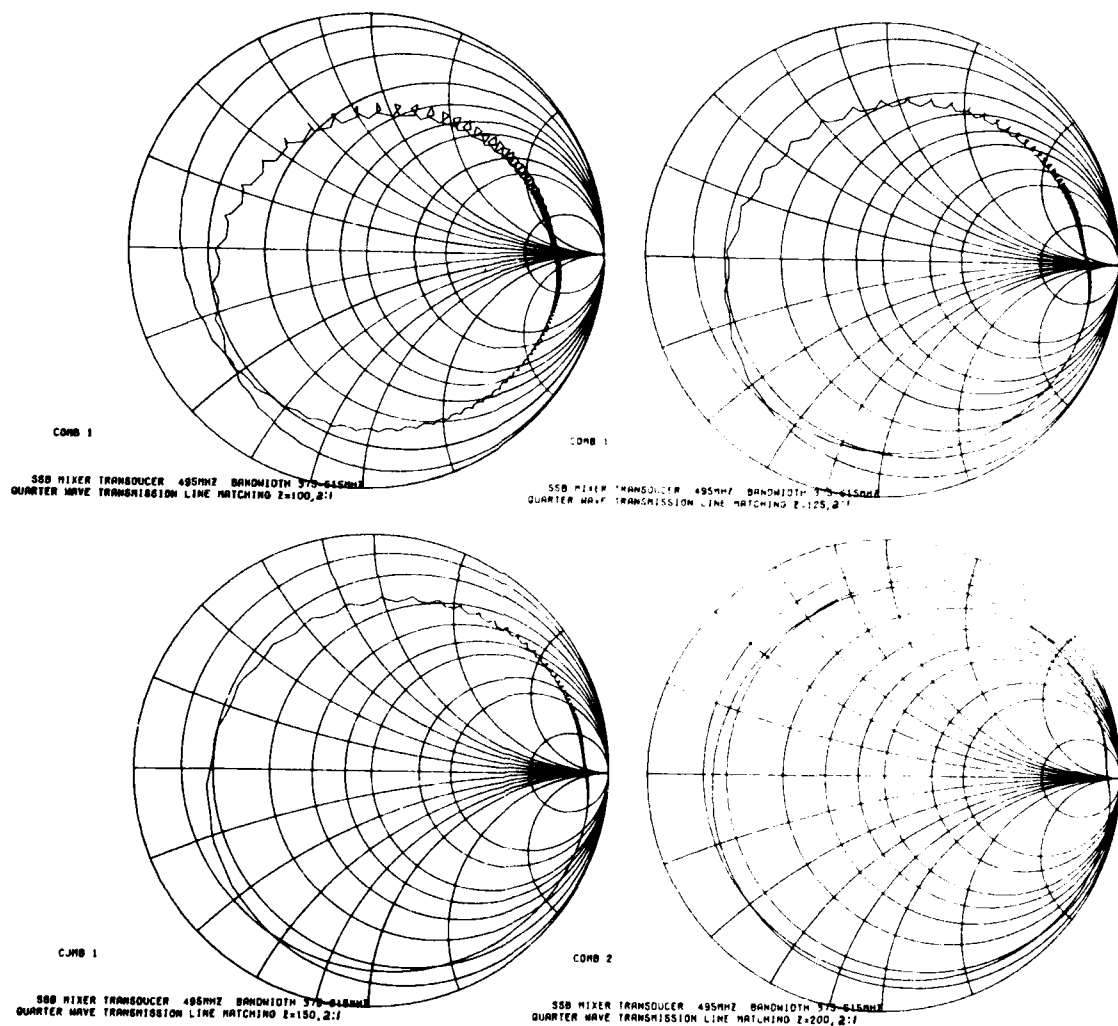 COMB 1
SSB MIXER TRANSDUCER 495MHZ BANDWIDTH 375-615MHZ
QUARTER WAVE TRANSMISSION LINE MATCHING Z=100,2:1
COMB 1
SSB MIXER TRANSDUCER 495MHZ BANDWIDTH 375-615MHZ
QUARTER WAVE TRANSMISSION LINE MATCHING Z=125,2:1
COMB 1
SSB MIXER TRANSDUCER 495MHZ BANDWIDTH 375-615MHZ
QUARTER WAVE TRANSMISSION LINE MATCHING Z=150,2:1
COMB 2
SSB MIXER TRANSDUCER 495MHZ BANDWIDTH 375-615MHZ
QUARTER WAVE TRANSMISSION LINE MATCHING Z=200,2:1